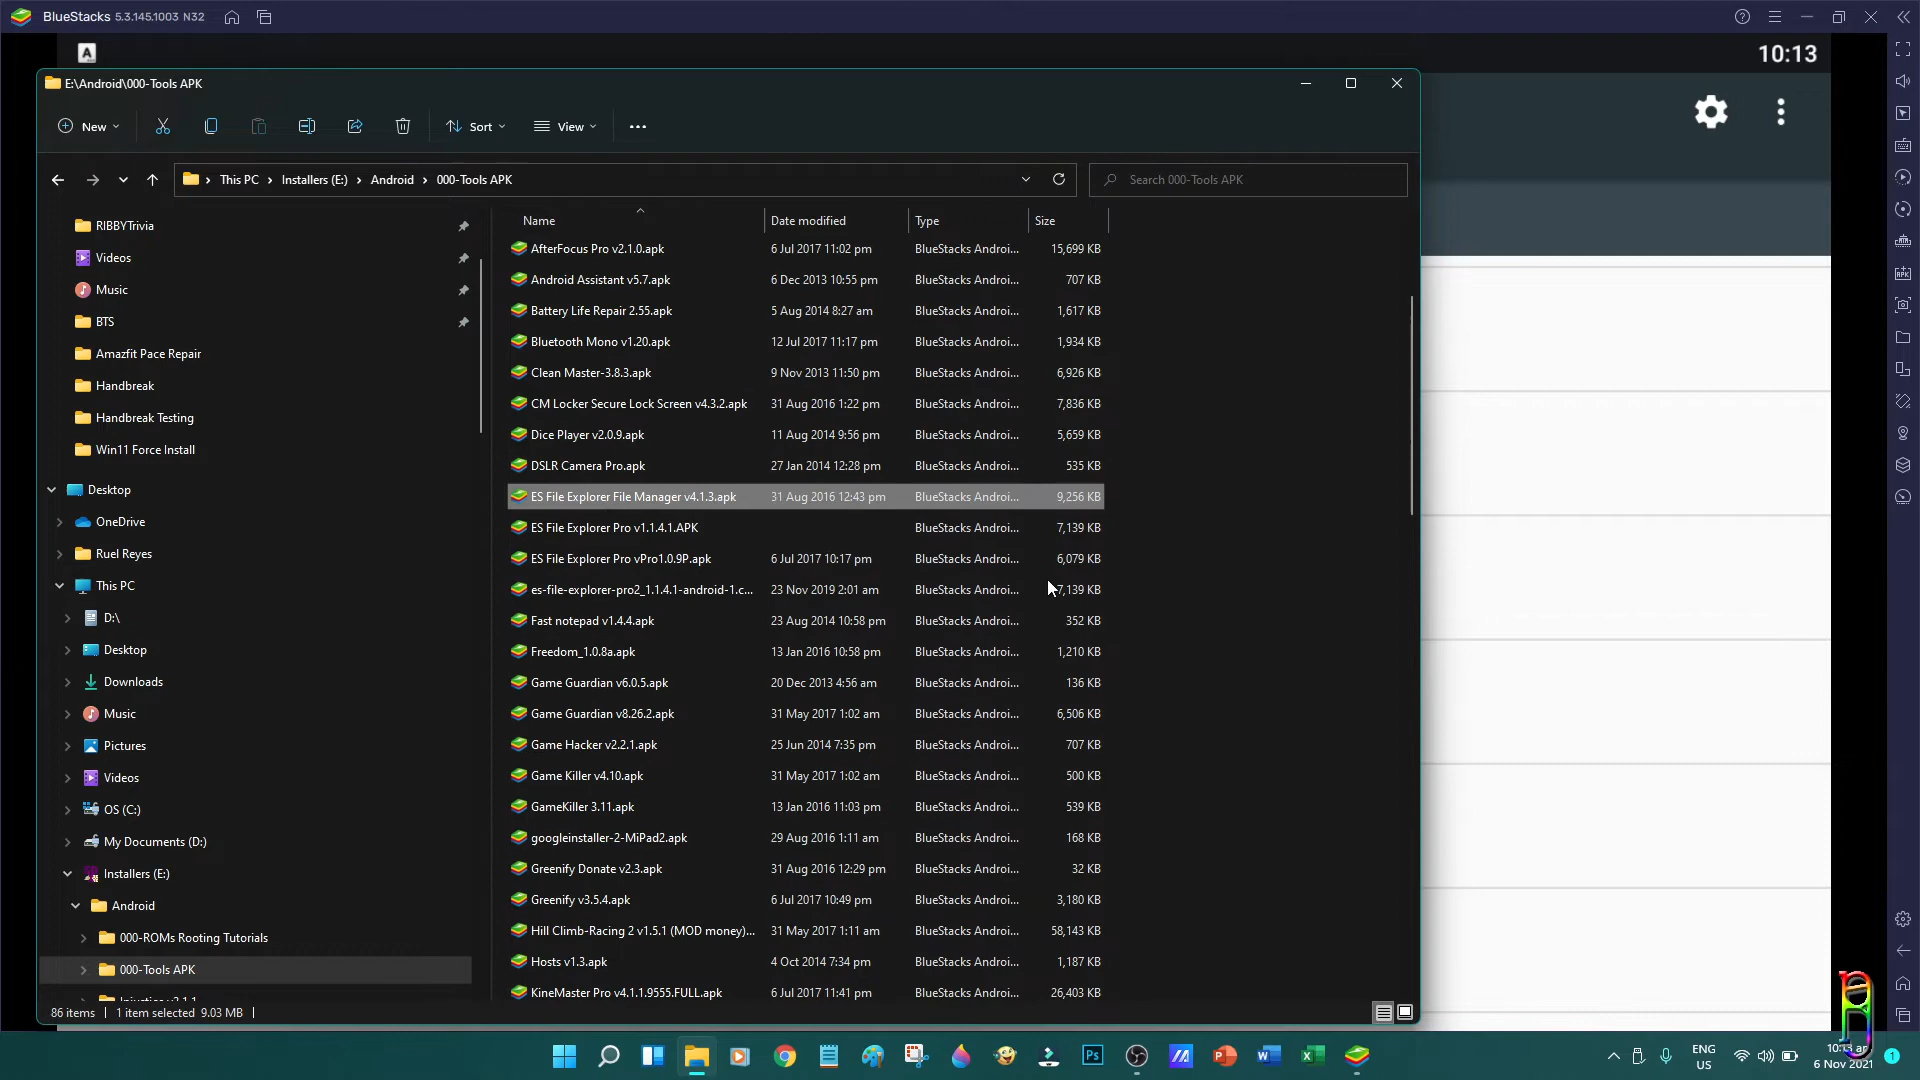 BlueStacks 5.3.145.1003 N32
A
10:13
E:\Android\000-Tools APK
New
Sort
View
This PC
Installers (E:)
Android
000-Tools APK
Search 000-Tools APK
Name
Date modified
Type
Size
RIBBYTrivia
Videos
Music
BTS
Amazfit Pace Repair
Handbreak
Handbreak Testing
Win11 Force Install
Desktop
OneDrive
Ruel Reyes
This PC
D:\
Desktop
Downloads
Music
Pictures
Videos
OS (C:)
My Documents (D:)
Installers (E:)
Android
000-ROMs Rooting Tutorials
000-Tools APK
AfterFocus Pro v2.1.0.apk 6 Jul 2017 11:02 pm BlueStacks Androi... 15,699 KB
Android Assistant v5.7.apk 6 Dec 2013 10:55 pm BlueStacks Androi... 707 KB
Battery Life Repair 2.55.apk 5 Aug 2014 8:27 am BlueStacks Androi... 1,617 KB
Bluetooth Mono v1.20.apk 12 Jul 2017 11:17 pm BlueStacks Androi... 1,934 KB
Clean Master-3.8.3.apk 9 Nov 2013 11:50 pm BlueStacks Androi... 6,926 KB
CM Locker Secure Lock Screen v4.3.2.apk 31 Aug 2016 1:22 pm BlueStacks Androi... 7,836 KB
Dice Player v2.0.9.apk 11 Aug 2014 9:56 pm BlueStacks Androi... 5,659 KB
DSLR Camera Pro.apk 27 Jan 2014 12:28 pm BlueStacks Androi... 535 KB
ES File Explorer File Manager v4.1.3.apk 31 Aug 2016 12:43 pm BlueStacks Androi... 9,256 KB
ES File Explorer Pro v1.1.4.1.APK BlueStacks Androi... 7,139 KB
ES File Explorer Pro vPro1.0.9P.apk 6 Jul 2017 10:17 pm BlueStacks Androi... 6,079 KB
es-file-explorer-pro2_1.1.4.1-android-1.c... 23 Nov 2019 2:01 am BlueStacks Androi... 7,139 KB
Fast notepad v1.4.4.apk 23 Aug 2014 10:58 pm BlueStacks Androi... 352 KB
Freedom_1.0.8a.apk 13 Jan 2016 10:58 pm BlueStacks Androi... 1,210 KB
Game Guardian v6.0.5.apk 20 Dec 2013 4:56 am BlueStacks Androi... 136 KB
Game Guardian v8.26.2.apk 31 May 2017 1:02 am BlueStacks Androi... 6,506 KB
Game Hacker v2.2.1.apk 25 Jun 2014 7:35 pm BlueStacks Androi... 707 KB
Game Killer v4.10.apk 31 May 2017 1:02 am BlueStacks Androi... 500 KB
GameKiller 3.11.apk 13 Jan 2016 11:03 pm BlueStacks Androi... 539 KB
googleinstaller-2-MiPad2.apk 29 Aug 2016 1:11 am BlueStacks Androi... 168 KB
Greenify Donate v2.3.apk 31 Aug 2016 12:29 pm BlueStacks Androi... 32 KB
Greenify v3.5.4.apk 6 Jul 2017 10:49 pm BlueStacks Androi... 3,180 KB
Hill Climb-Racing 2 v1.5.1 (MOD money)... 31 May 2017 1:11 am BlueStacks Androi... 58,143 KB
Hosts v1.3.apk 4 Oct 2014 7:34 pm BlueStacks Androi... 1,187 KB
KineMaster Pro v4.1.1.9555.FULL.apk 6 Jul 2017 11:41 pm BlueStacks Androi... 26,403 KB
86 items 1 item selected 9.03 MB
Ps
ENG
US
10:13 am
6 Nov 2021
1